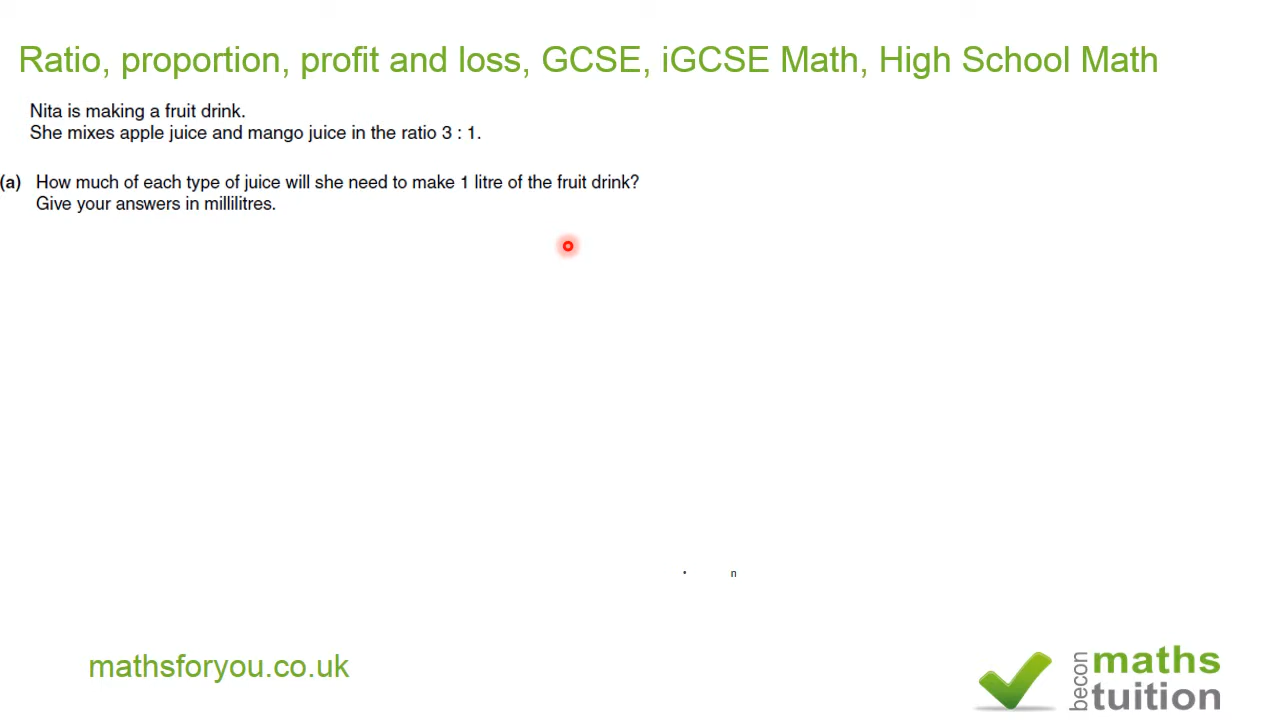 Ratio, proportion, profit and loss, GCSE, iGCSE Math, High School Math
Nita is making a fruit drink.
She mixes apple juice and mango juice in the ratio 3 : 1.
(a) How much of each type of juice will she need to make 1 litre of the fruit drink?
Give your answers in millilitres.
• n
mathsforyou.co.uk
becon
maths
tuition